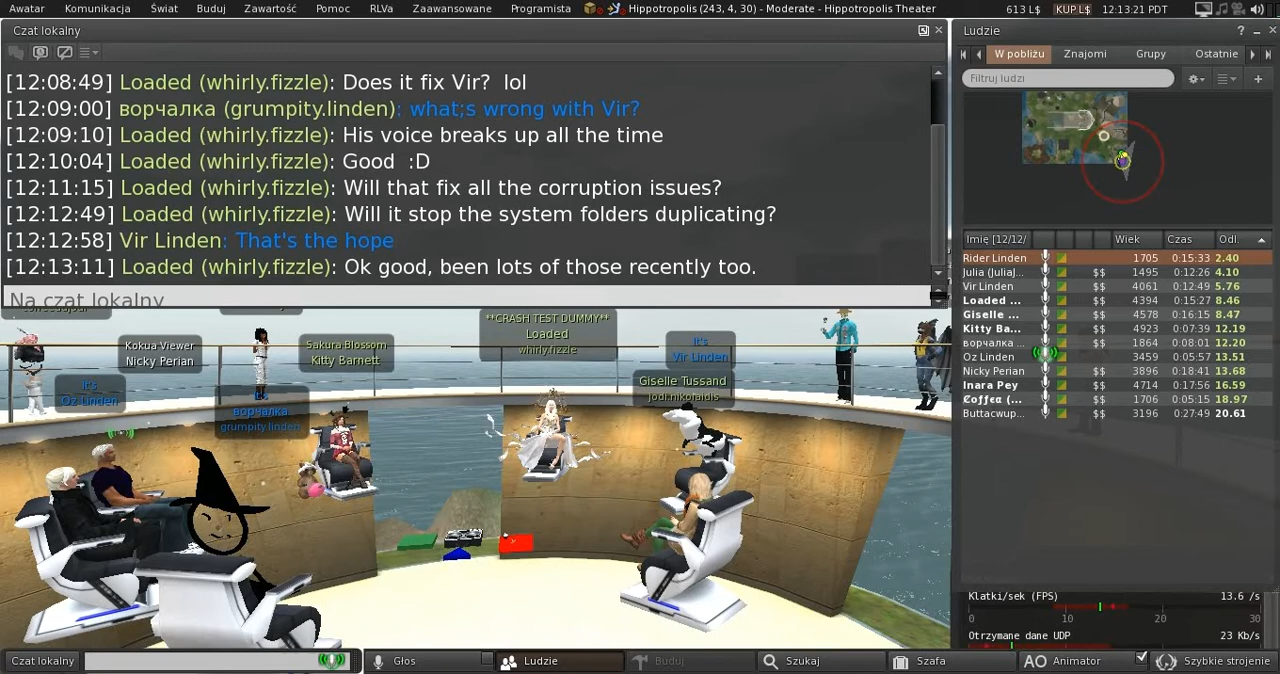 Awatar Komunikacja Świat Buduj Zawartość Pomoc RLVa Zaawansowane Programista Hippotropolis (243, 4, 30) - Moderate - Hippotropolis Theater 613 L$ KUP L$ 12:13:21 PDT
Czat lokalny
[12:08:49] Loaded (whirly.fizzle): Does it fix Vir?  lol
[12:09:00] ворчалка (grumpity.linden): what;s wrong with Vir?
[12:09:10] Loaded (whirly.fizzle): His voice breaks up all the time
[12:10:04] Loaded (whirly.fizzle): Good  :D
[12:11:15] Loaded (whirly.fizzle): Will that fix all the corruption issues?
[12:12:49] Loaded (whirly.fizzle): Will it stop the system folders duplicating?
[12:12:58] Vir Linden: That's the hope
[12:13:11] Loaded (whirly.fizzle): Ok good, been lots of those recently too.
Na czat lokalny
Kokua Viewer
Nicky Perian
Sakura Blossom
Kitty Barnett
**CRASH TEST DUMMY**
Loaded
whirly.fizzle
It's
Vir Linden
Giselle Tussand
jodi.nikolaidis
It's
Oz Linden
It's
ворчалка
grumpity.linden
Ludzie
W pobliżu Znajomi Grupy Ostatnie
Filtruj ludzi
Imię [12/12/ Wiek Czas Odl.
Rider Linden 1705 0:15:33 2.40
Julia (JuliaJ... $$ 1495 0:12:26 4.10
Vir Linden $$ 4061 0:12:49 5.76
Loaded ... $$ 4394 0:15:27 8.46
Giselle ... $$ 4578 0:16:15 8.47
Kitty Ba... $$ 4923 0:07:39 12.19
ворчалка ... $$ 1864 0:08:01 12.20
Oz Linden 3459 0:05:57 13.51
Nicky Perian $$ 3896 0:18:41 13.68
Inara Pey $$ 4714 0:17:56 16.59
Ҁσƒƒєα (... $$ 1706 0:05:15 18.97
Buttacwup... $$ 3196 0:27:49 20.61
Klatki/sek (FPS) 13.6 /s
0 10 20 30
Otrzymane dane UDP 23 Kb/s
Czat lokalny Głos Ludzie Buduj Szukaj Szafa AO Animator Szybkie strojenie